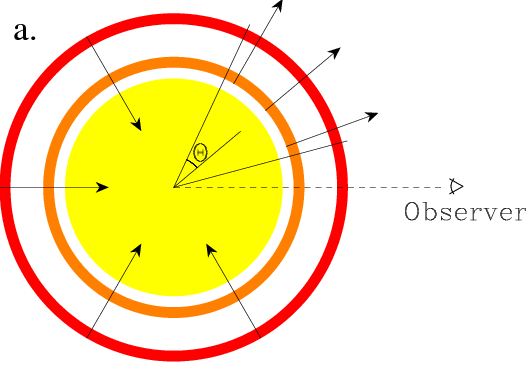 a.
Θ
Observer